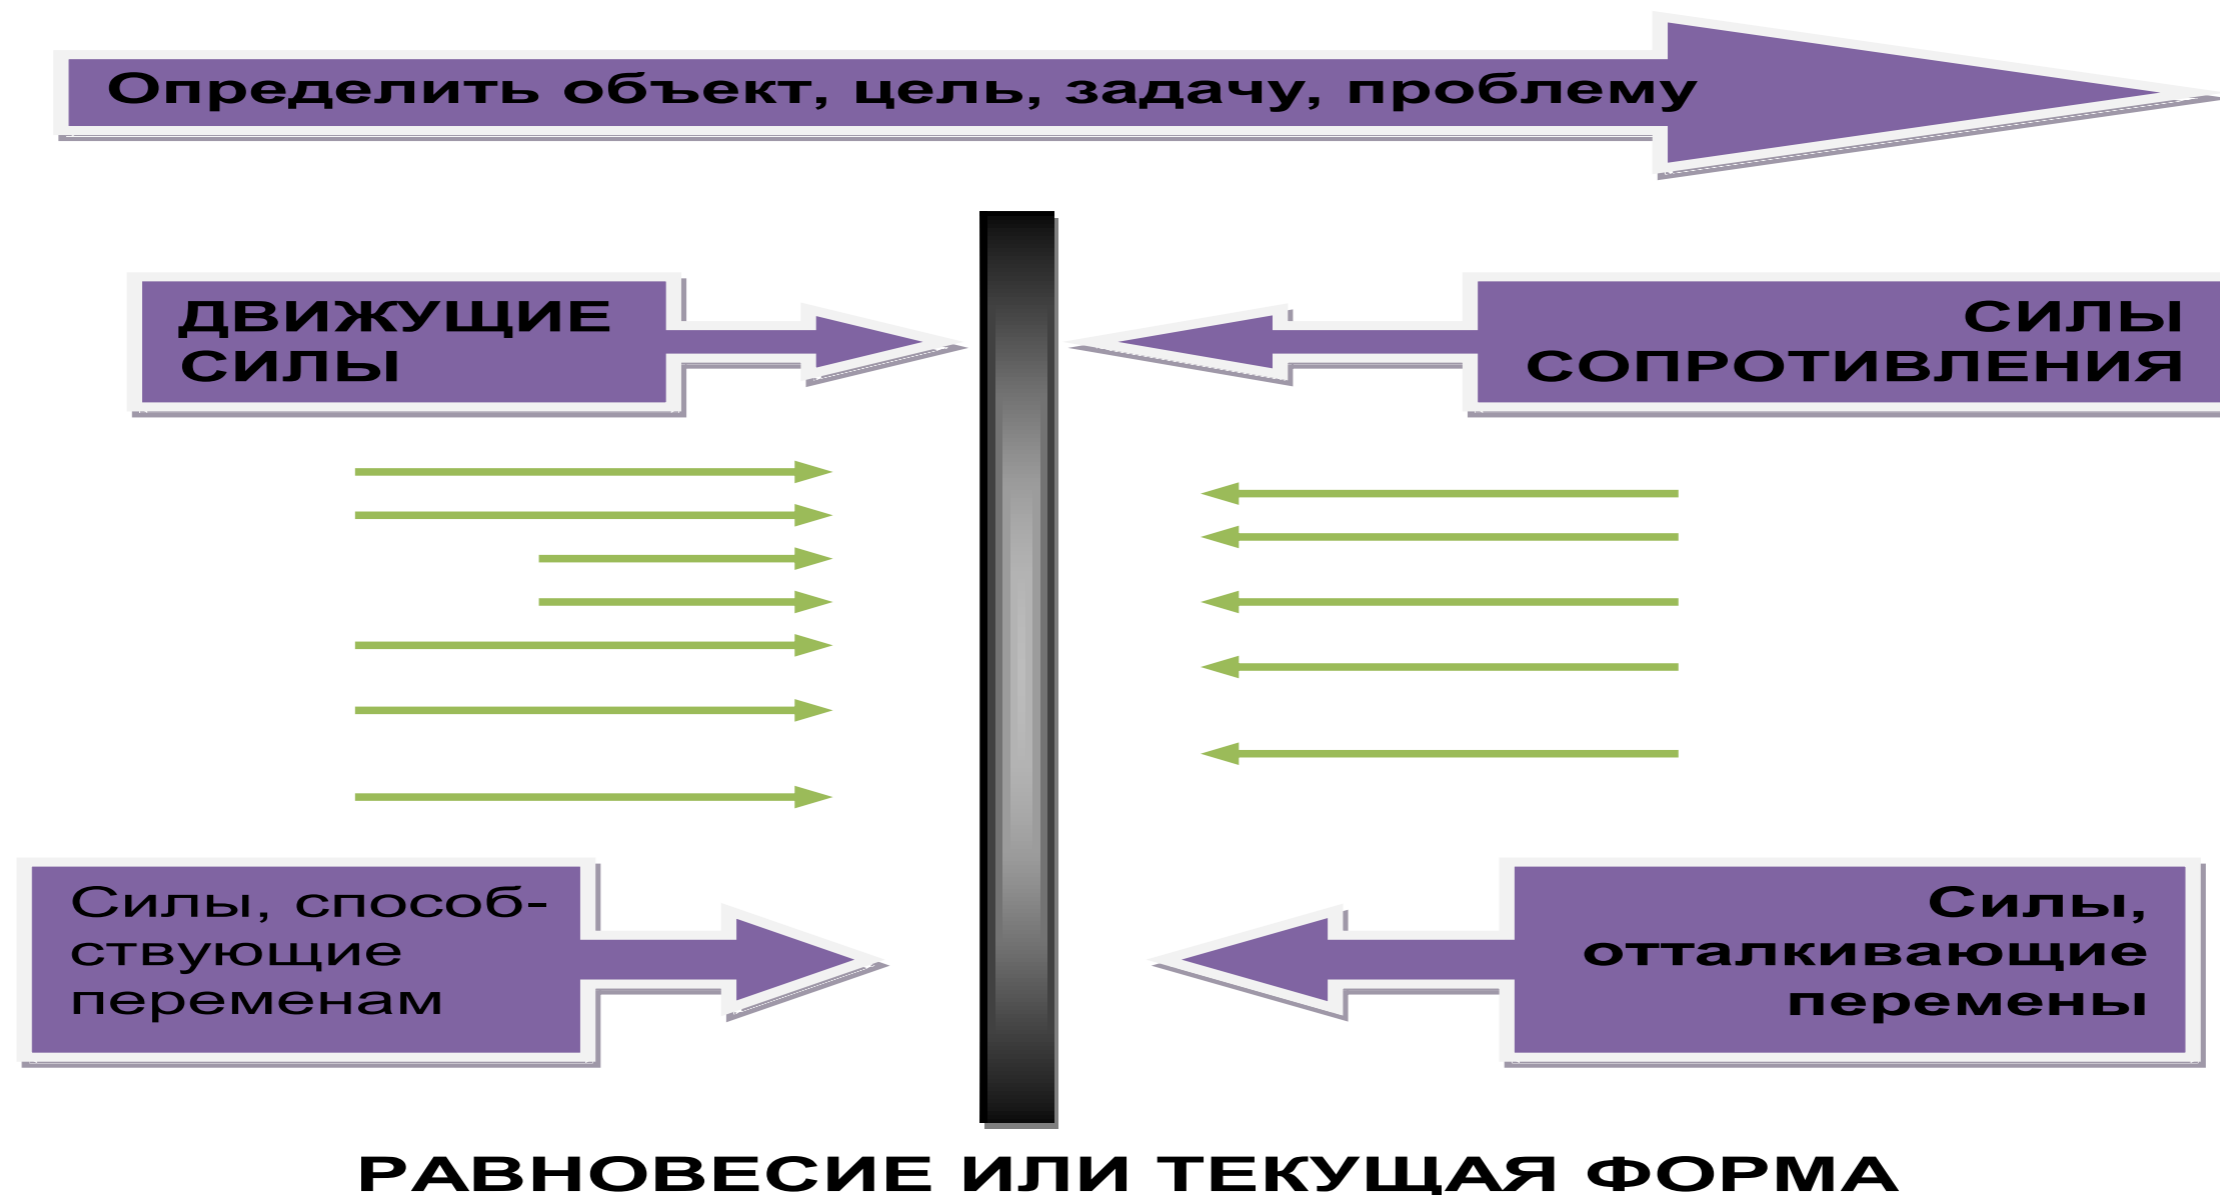 Определить объект, цель, задачу, проблему
ДВИЖУЩИЕ
СИЛЫ
СИЛЫ
СОПРОТИВЛЕНИЯ
Силы, способ-
ствующие
переменам
Силы,
отталкивающие
перемены
РАВНОВЕСИЕ ИЛИ ТЕКУЩАЯ ФОРМА